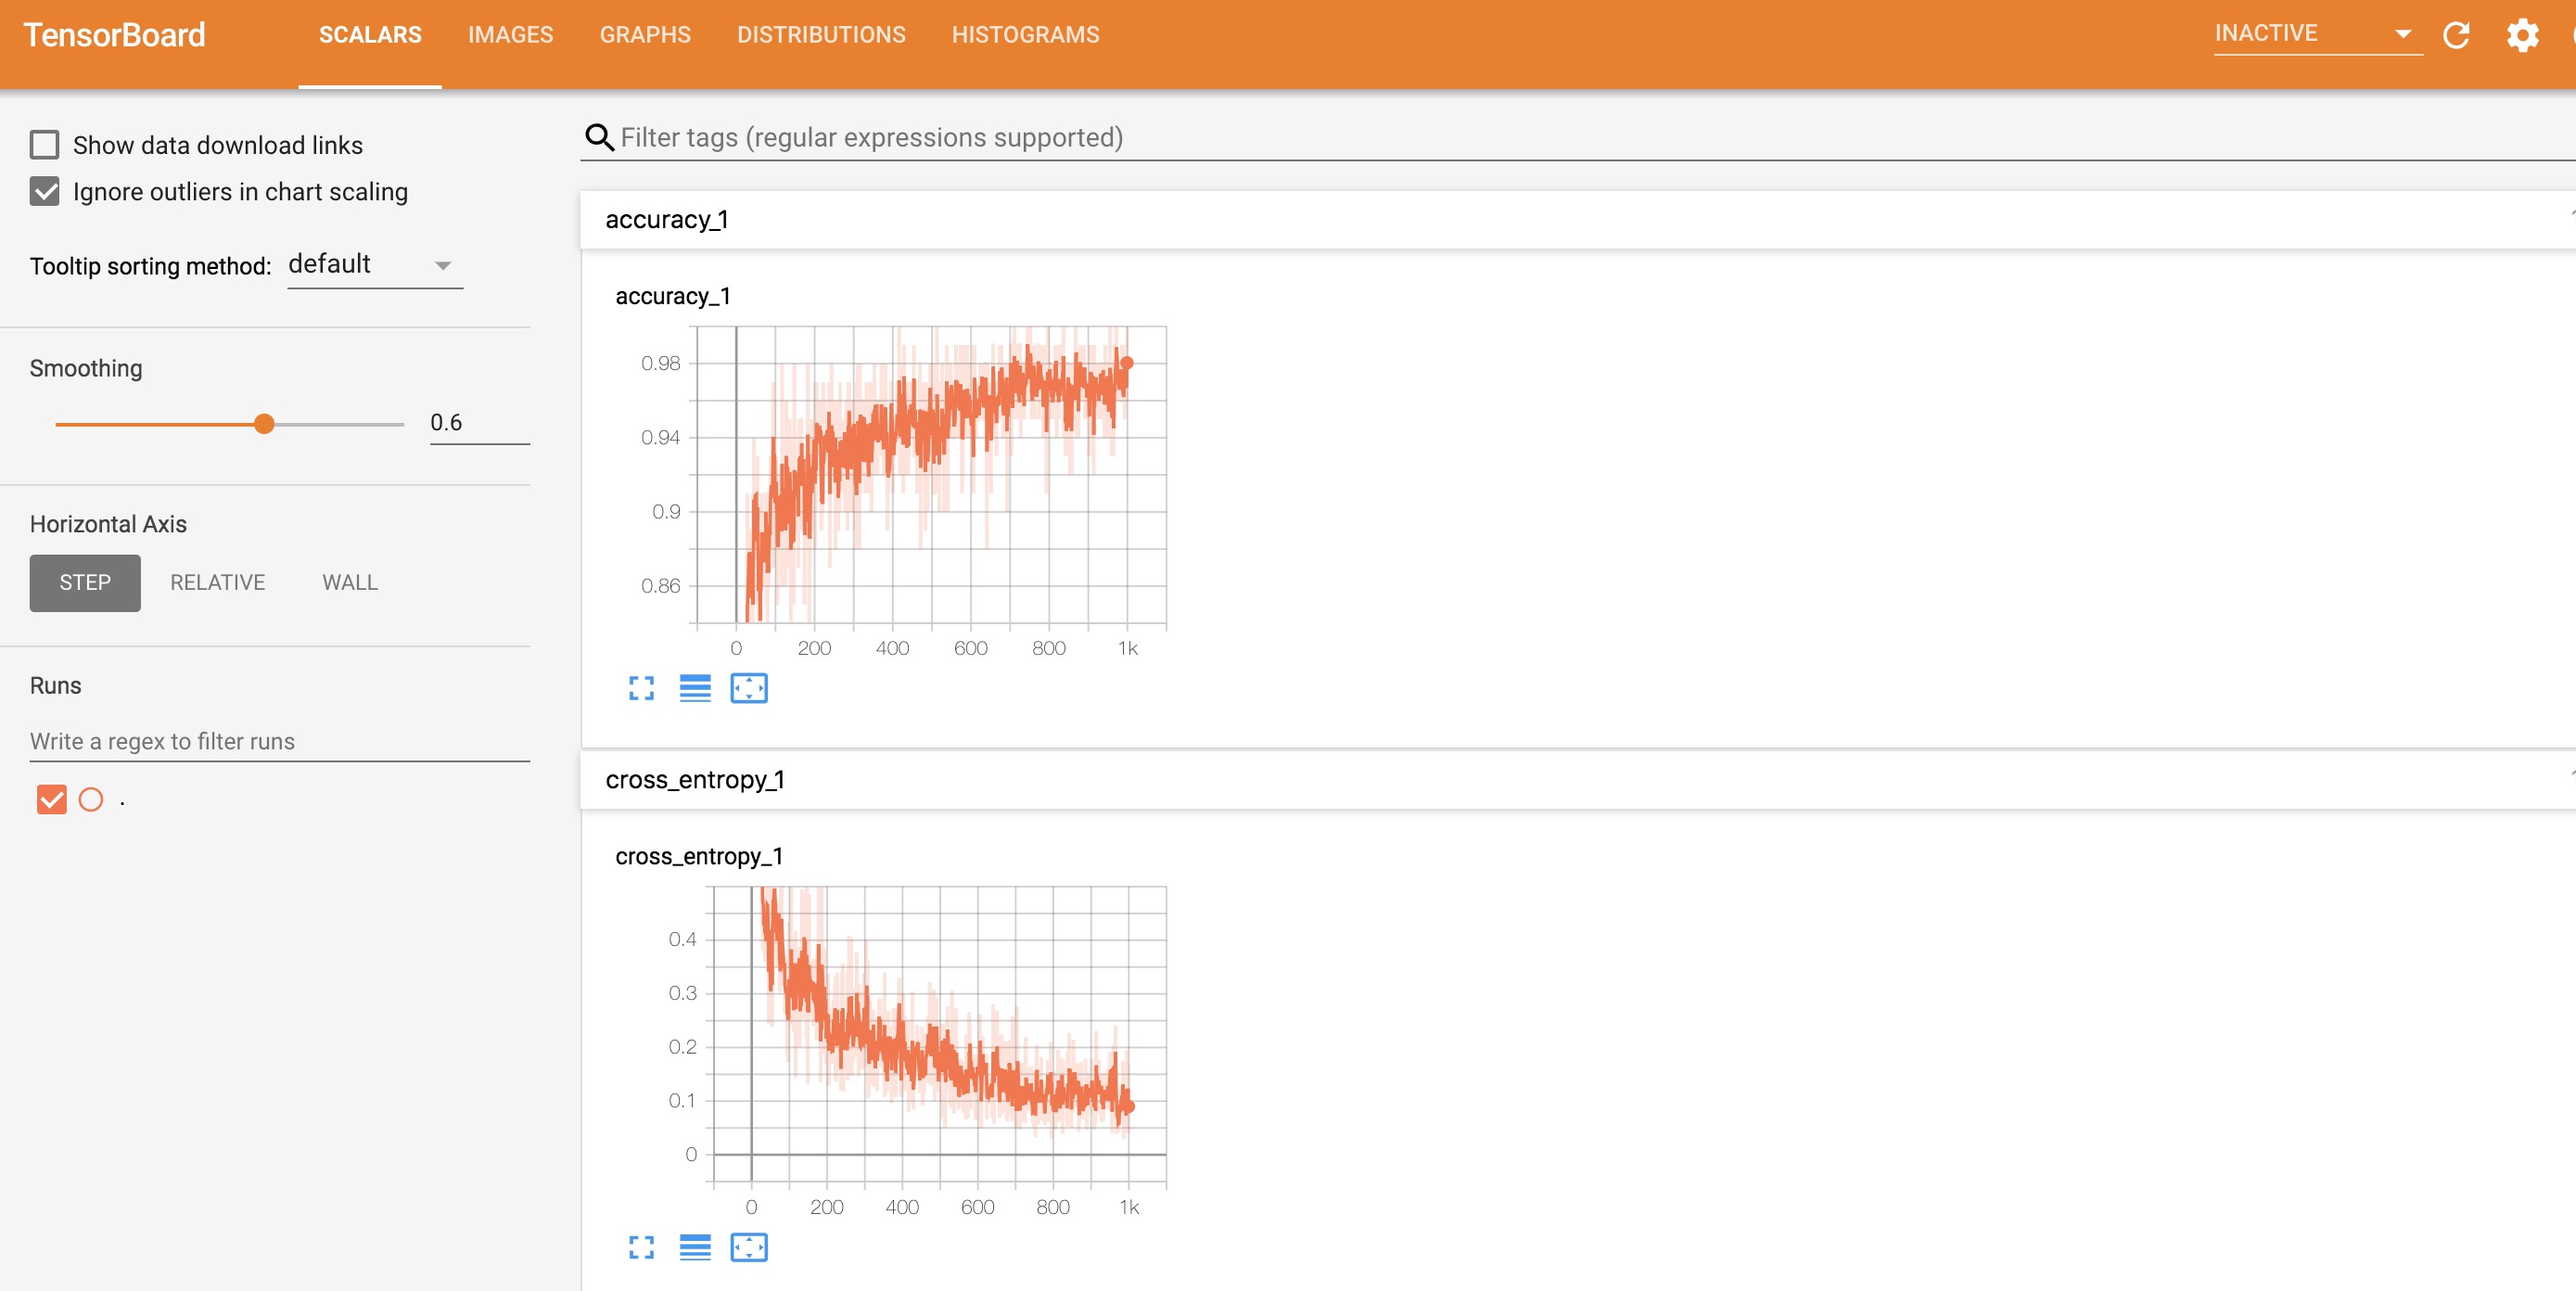 TensorBoard SCALARS IMAGES GRAPHS DISTRIBUTIONS HISTOGRAMS INACTIVE
Show data download links
Ignore outliers in chart scaling
Tooltip sorting method: default
Smoothing
0.6
Horizontal Axis
STEP RELATIVE WALL
Runs
Write a regex to filter runs
.
Filter tags (regular expressions supported)
accuracy_1
accuracy_1
0.98
0.94
0.9
0.86
0 200 400 600 800 1k
cross_entropy_1
cross_entropy_1
0.4
0.3
0.2
0.1
0
0 200 400 600 800 1k